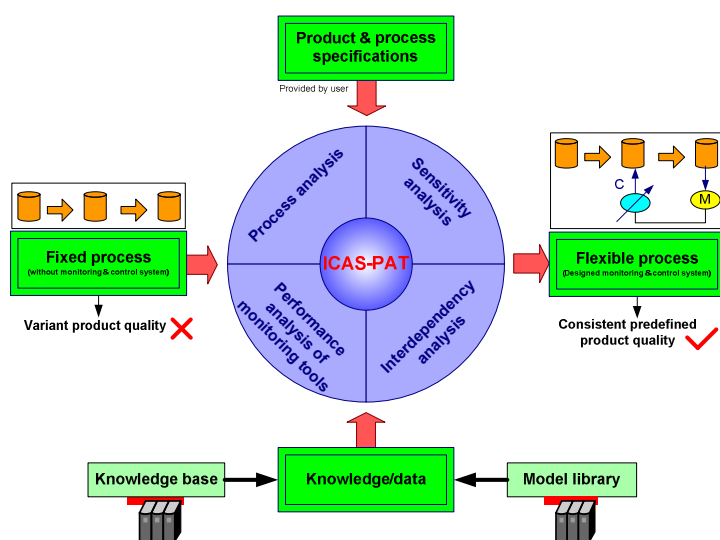 Product & process
specifications
Provided by user
Process analysis
Sensitivity
analysis
ICAS-PAT
Performance
analysis of
monitoring tools
Interdependency
analysis
Fixed process
(without monitoring & control system)
Variant product quality
C
M
Flexible process
(Designed monitoring & control system)
Consistent predefined
product quality
Knowledge base
Knowledge/data
Model library